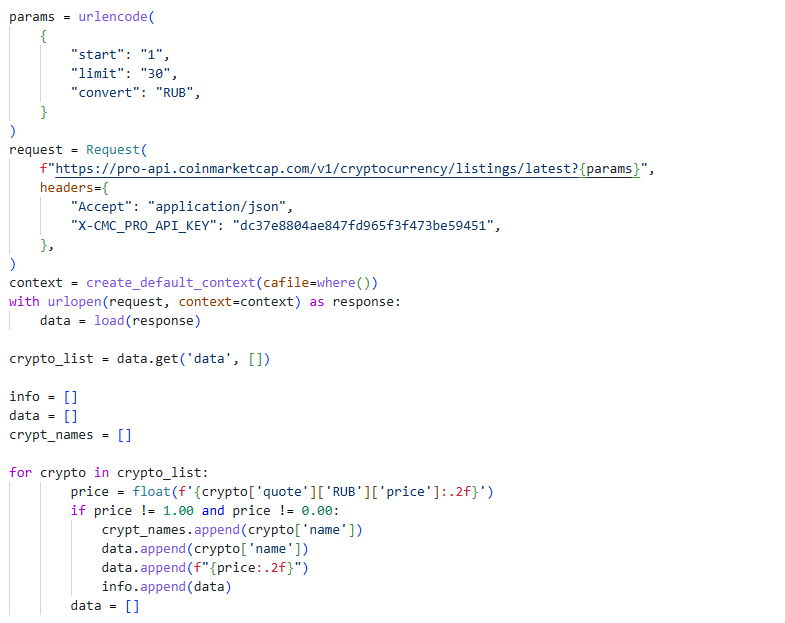 params = urlencode(
    {
        "start": "1",
        "limit": "30",
        "convert": "RUB",
    }
)
request = Request(
    f"https://pro-api.coinmarketcap.com/v1/cryptocurrency/listings/latest?{params}",
    headers={
        "Accept": "application/json",
        "X-CMC_PRO_API_KEY": "dc37e8804ae847fd965f3f473be59451",
    },
)
context = create_default_context(cafile=where())
with urlopen(request, context=context) as response:
    data = load(response)

crypto_list = data.get('data', [])

info = []
data = []
crypt_names = []

for crypto in crypto_list:
        price = float(f'{crypto['quote']['RUB']['price']:.2f}')
        if price != 1.00 and price != 0.00:
            crypt_names.append(crypto['name'])
            data.append(crypto['name'])
            data.append(f"{price:.2f}")
            info.append(data)
        data = []